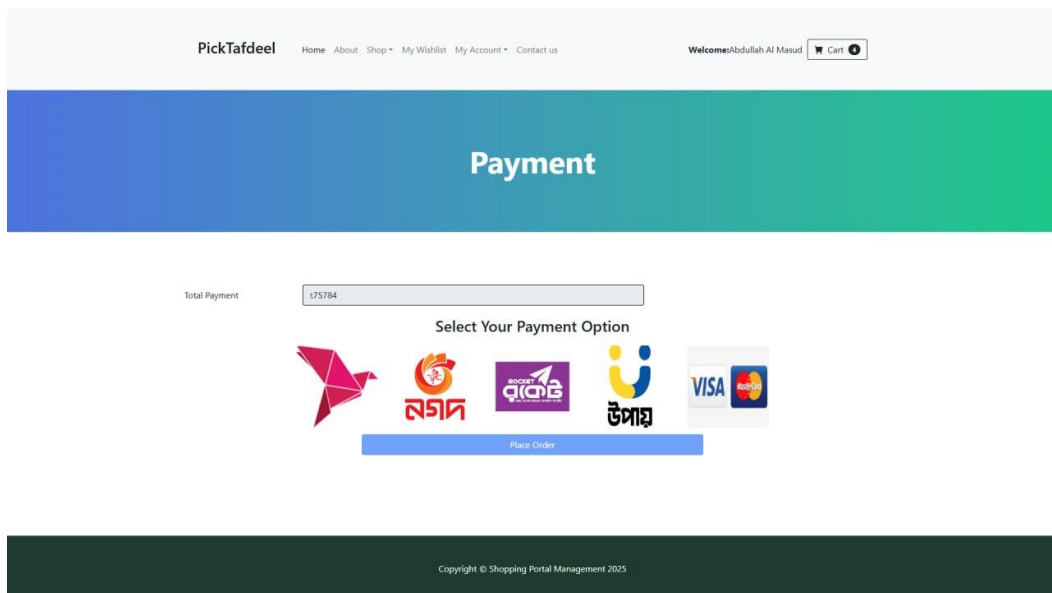 PickTafdeel Home About Shop My Wishlist My Account Contact us Welcome:Abdullah Al Masud Cart 4
Payment
Total Payment ৳75784
Select Your Payment Option
নগদ ROCKET রকেট উপায় VISA MasterCard
Place Order
Copyright © Shopping Portal Management 2025